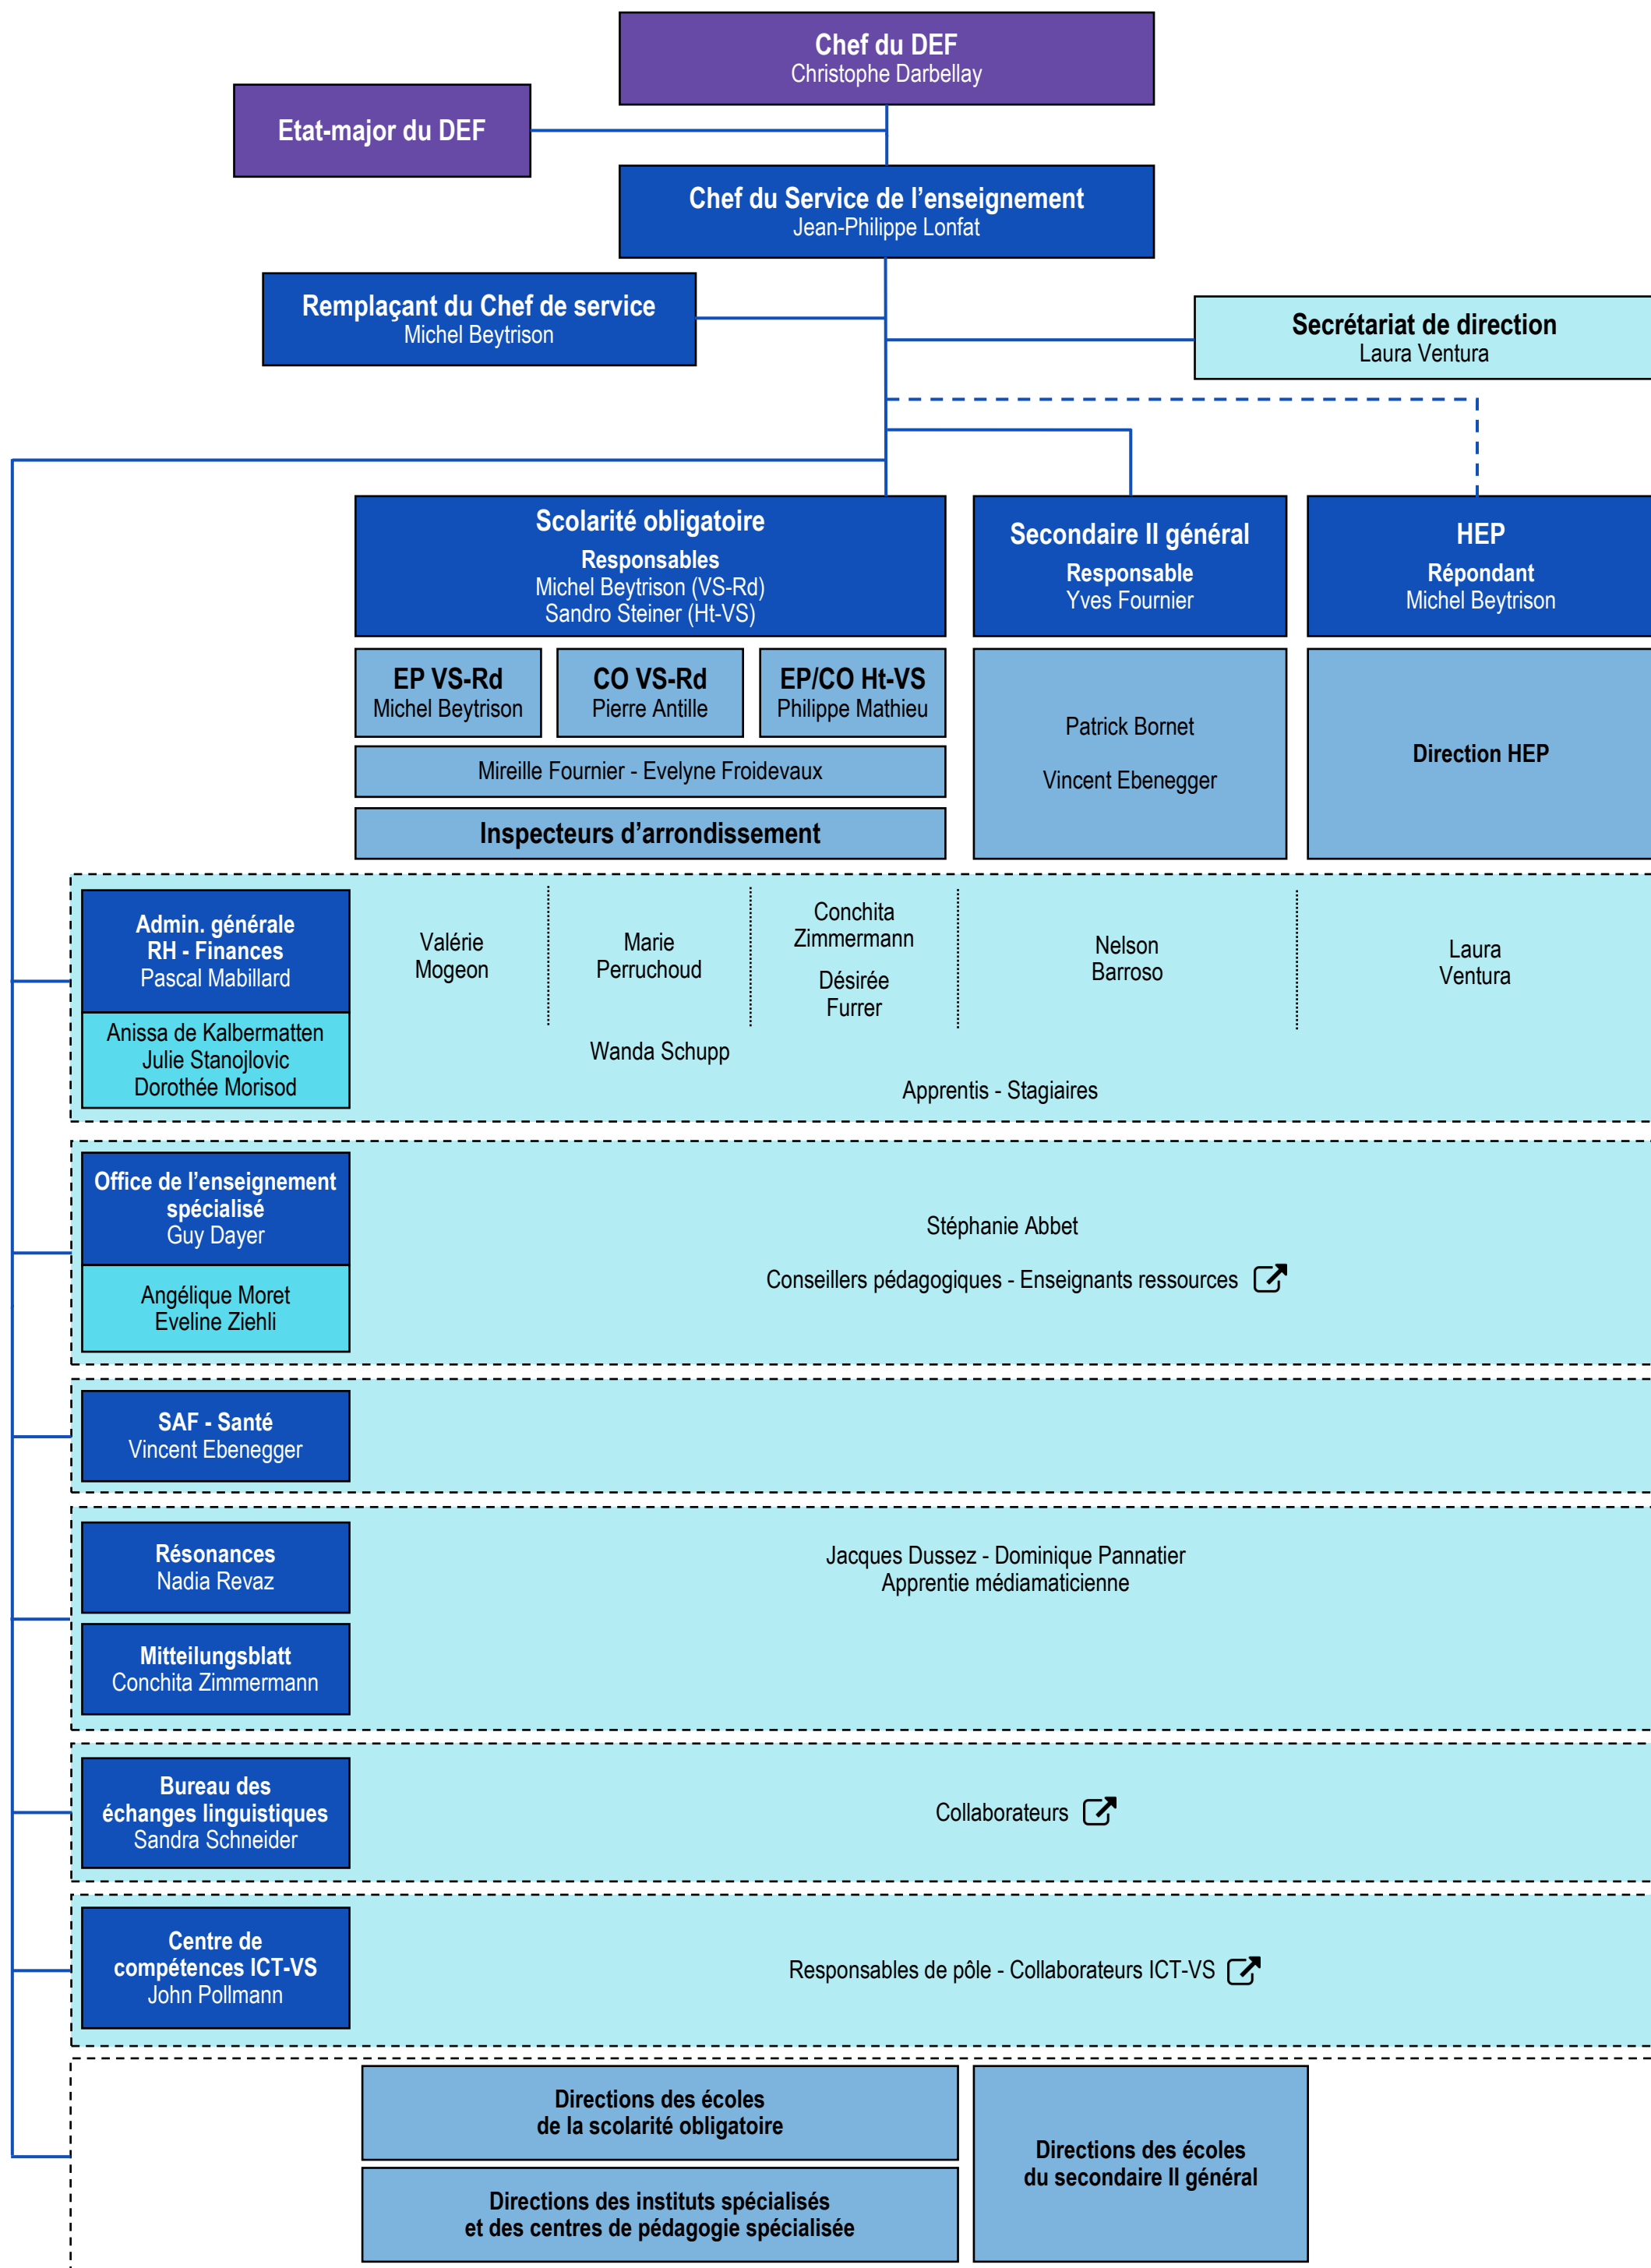 Chef du DEF
Christophe Darbellay
Etat-major du DEF
Chef du Service de l’enseignement
Jean-Philippe Lonfat
Remplaçant du Chef de service
Michel Beytrison
Secrétariat de direction
Laura Ventura
Scolarité obligatoire
Responsables
Michel Beytrison (VS-Rd)
Sandro Steiner (Ht-VS)
Secondaire II général
Responsable
Yves Fournier
HEP
Répondant
Michel Beytrison
EP VS-Rd
Michel Beytrison
CO VS-Rd
Pierre Antille
EP/CO Ht-VS
Philippe Mathieu
Mireille Fournier - Evelyne Froidevaux
Inspecteurs d’arrondissement
Patrick Bornet
Vincent Ebenegger
Direction HEP
Admin. générale
RH - Finances
Pascal Mabillard
Anissa de Kalbermatten
Julie Stanojlovic
Dorothée Morisod
Valérie
Mogeon
Marie
Perruchoud
Conchita
Zimmermann
Désirée
Furrer
Nelson
Barroso
Laura
Ventura
Wanda Schupp
Apprentis - Stagiaires
Office de l’enseignement
spécialisé
Guy Dayer
Angélique Moret
Eveline Ziehli
Stéphanie Abbet
Conseillers pédagogiques - Enseignants ressources
SAF - Santé
Vincent Ebenegger
Résonances
Nadia Revaz
Jacques Dussez - Dominique Pannatier
Apprentie médiamaticienne
Mitteilungsblatt
Conchita Zimmermann
Bureau des
échanges linguistiques
Sandra Schneider
Collaborateurs
Centre de
compétences ICT-VS
John Pollmann
Responsables de pôle - Collaborateurs ICT-VS
Directions des écoles
de la scolarité obligatoire
Directions des instituts spécialisés
et des centres de pédagogie spécialisée
Directions des écoles
du secondaire II général